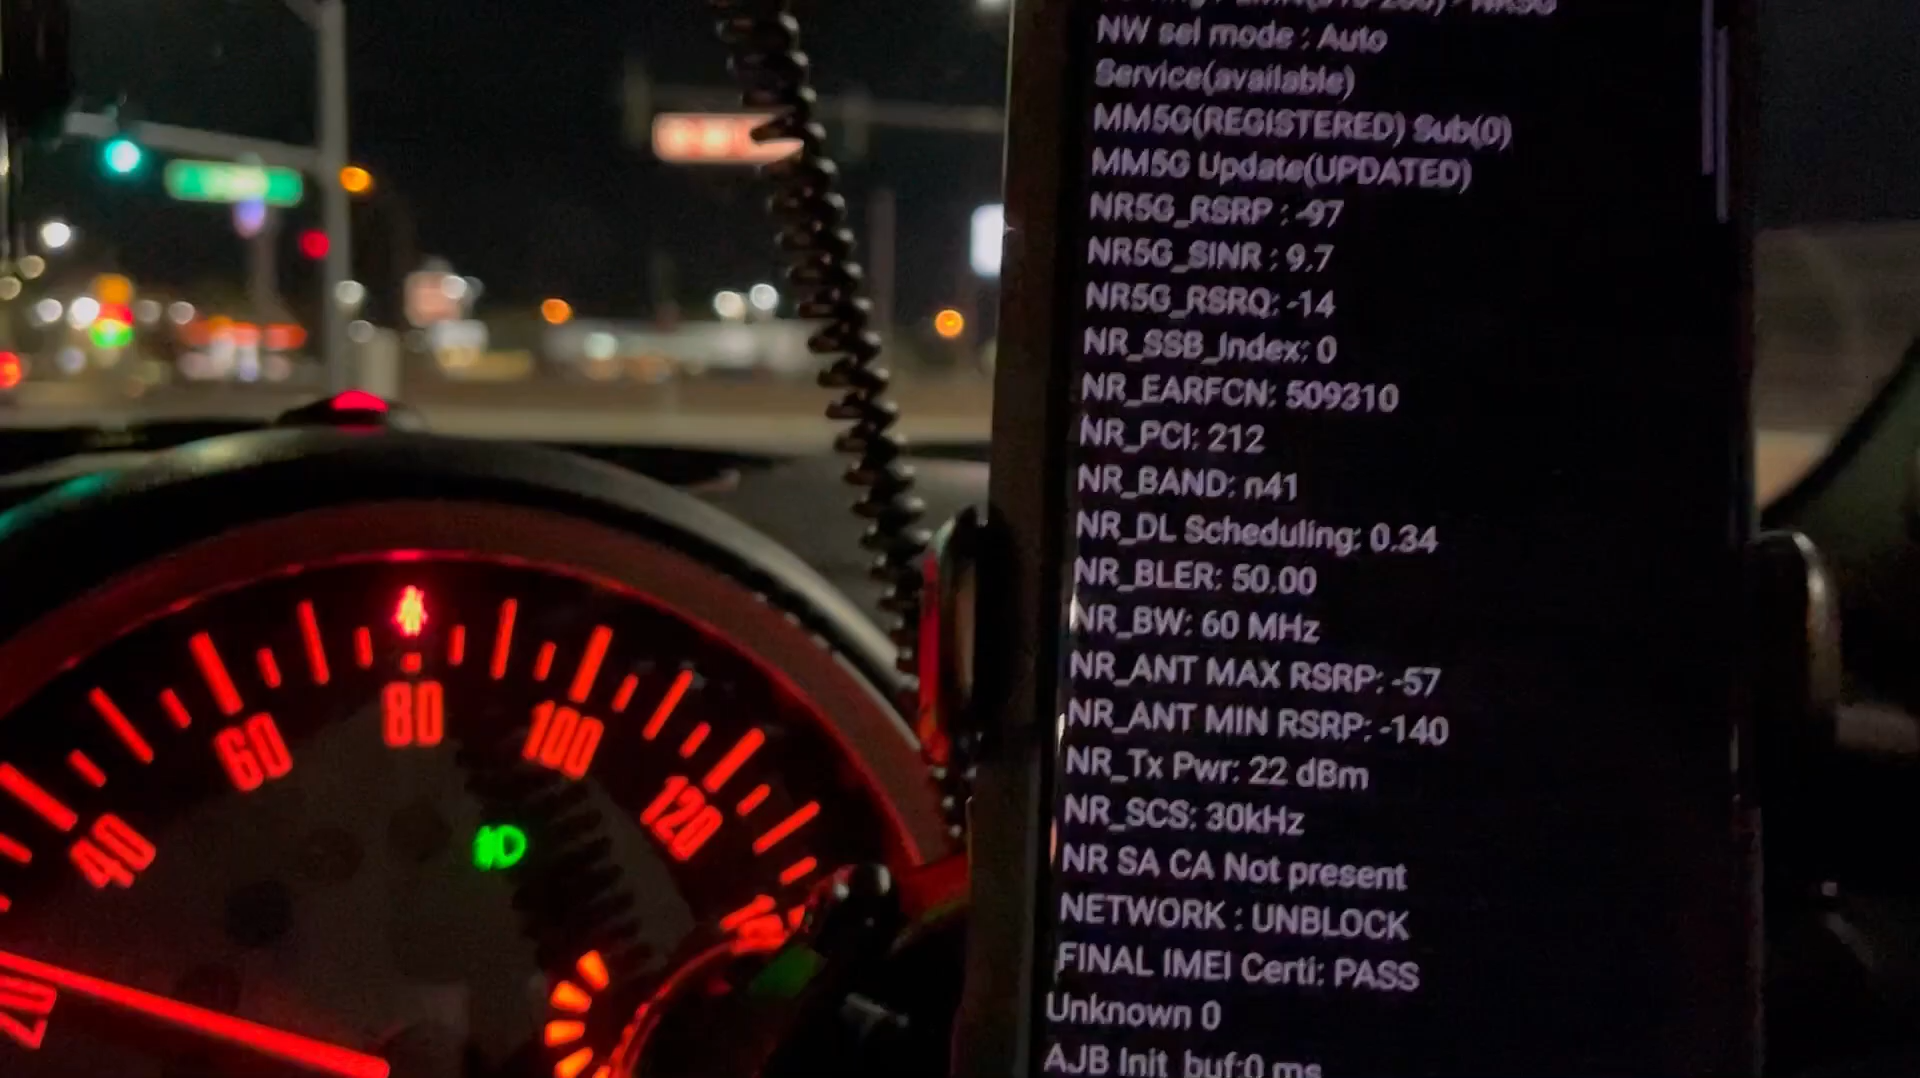 NW sel mode : Auto
Service(available)
MM5G(REGISTERED) Sub(0)
MM5G Update(UPDATED)
NR5G_RSRP : -97
NR5G_SINR : 9.7
NR5G_RSRQ: -14
NR_SSB_Index: 0
NR_EARFCN: 509310
NR_PCI: 212
NR_BAND: n41
NR_DL Scheduling: 0.34
NR_BLER: 50.00
NR_BW: 60 MHz
NR_ANT MAX RSRP: -57
NR_ANT MIN RSRP: -140
NR_Tx Pwr: 22 dBm
NR_SCS: 30kHz
NR SA CA Not present
NETWORK : UNBLOCK
FINAL IMEI Certi: PASS
Unknown 0
AJB Init buf:0 ms
20
40
60
80
100
120